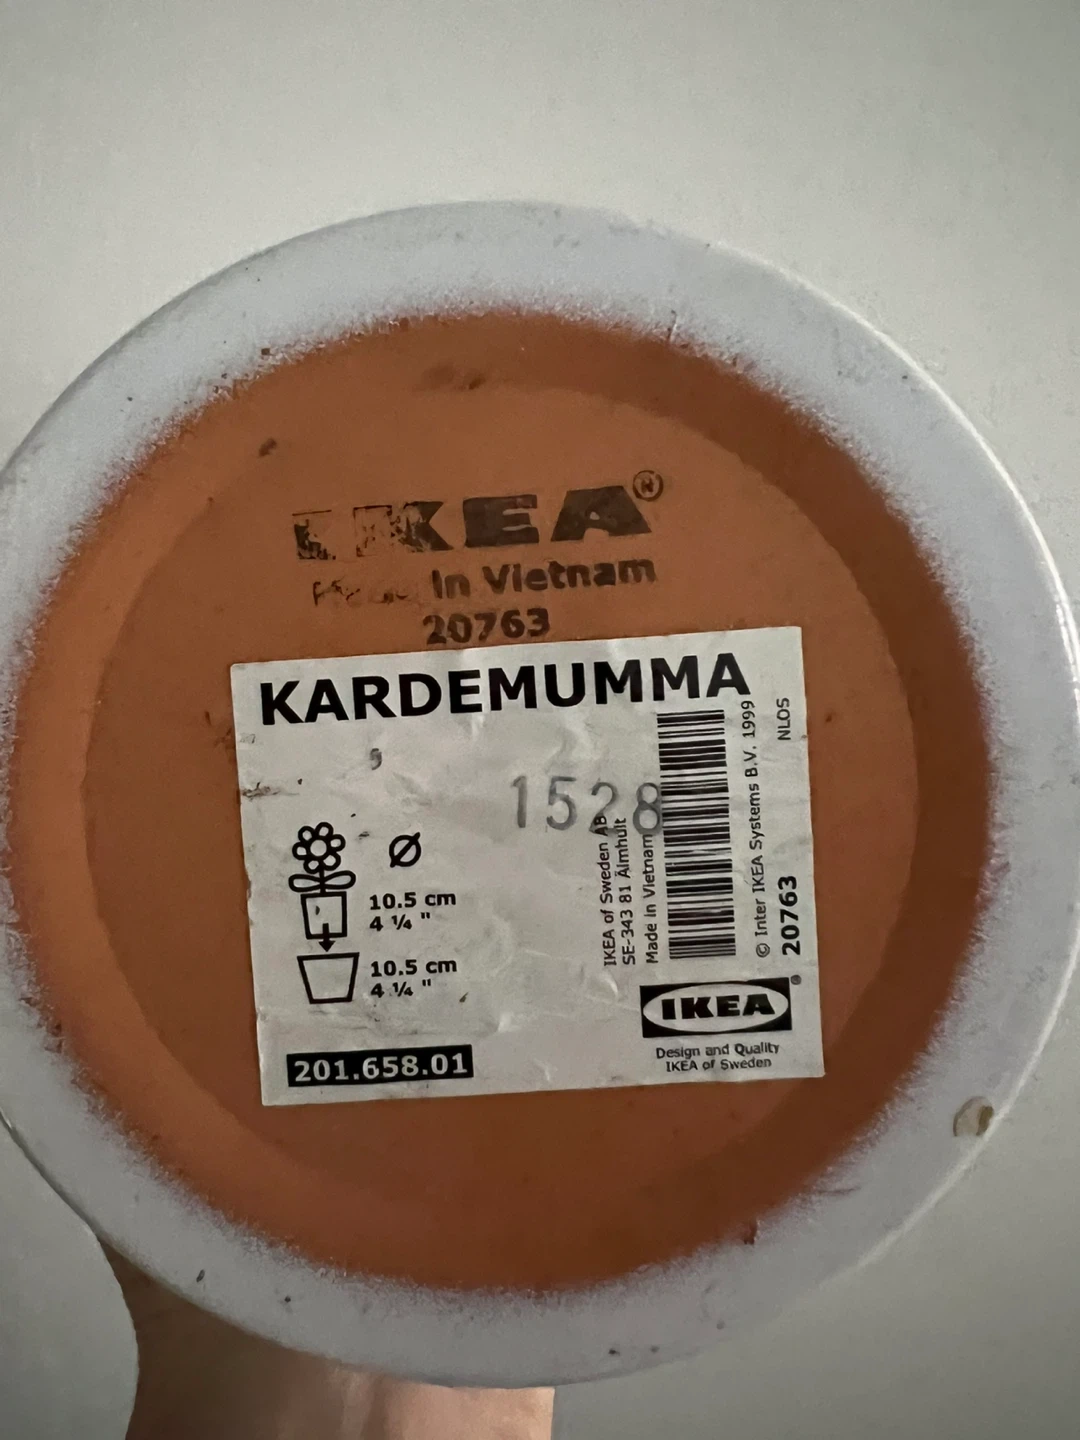 IKEA®
Made in Vietnam
20763
KARDEMUMMA
1528
Ø
10.5 cm
4 ¼ "
10.5 cm
4 ¼ "
201.658.01
IKEA of Sweden AB
SE-343 81 Älmhult
Made in Vietnam
© Inter IKEA Systems B.V. 1999
20763
NLOS
IKEA®
Design and Quality
IKEA of Sweden